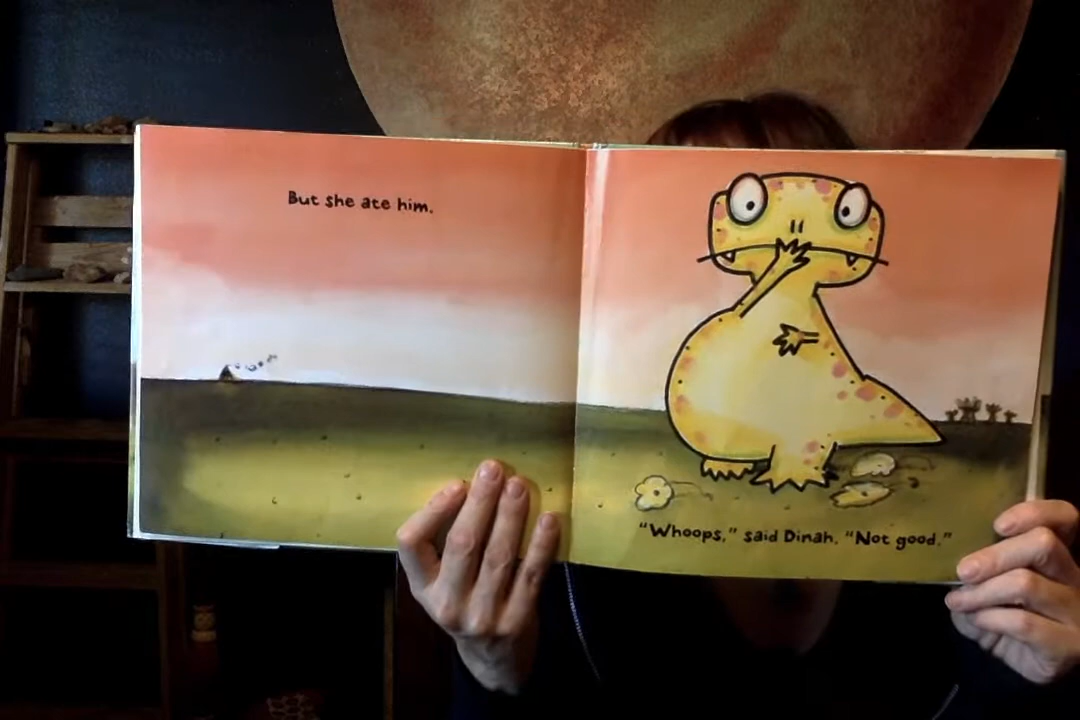 But she ate him.
"Whoops," said Dinah. "Not good."